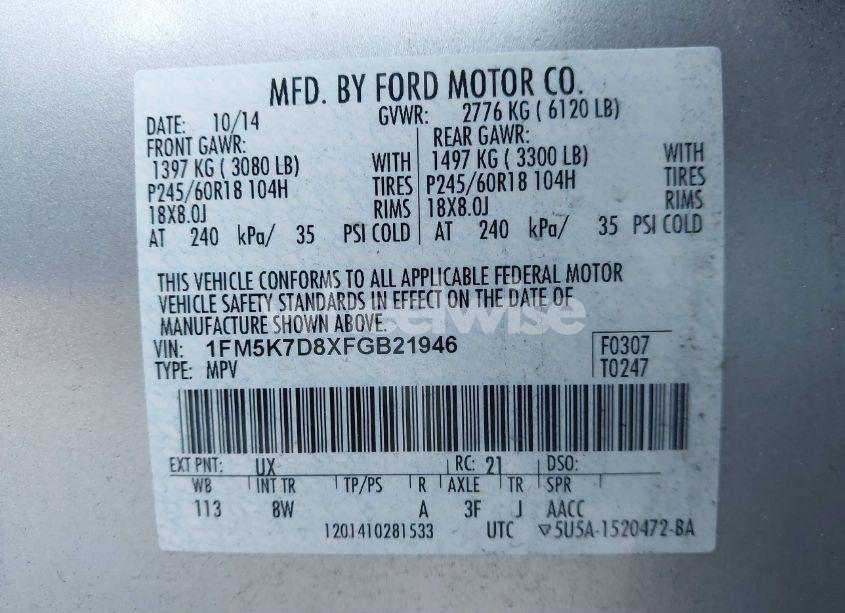 MFD. BY FORD MOTOR CO.
DATE: 10/14 GVWR: 2776 KG ( 6120 LB)
FRONT GAWR: REAR GAWR:
1397 KG ( 3080 LB) WITH 1497 KG ( 3300 LB) WITH
P245/60R18 104H TIRES P245/60R18 104H TIRES
18X8.0J RIMS 18X8.0J RIMS
AT 240 kPa/ 35 PSI COLD AT 240 kPa/ 35 PSI COLD
THIS VEHICLE CONFORMS TO ALL APPLICABLE FEDERAL MOTOR
VEHICLE SAFETY STANDARDS IN EFFECT ON THE DATE OF
MANUFACTURE SHOWN ABOVE.
VIN: 1FM5K7D8XFGB21946 F0307
TYPE: MPV T0247
EXT PNT: UX RC: 21 DSO:
WB INT TR TP/PS R AXLE TR SPR
113 8W A 3F J AACC
1201410281533 UTC ▽5U5A-1520472-BA